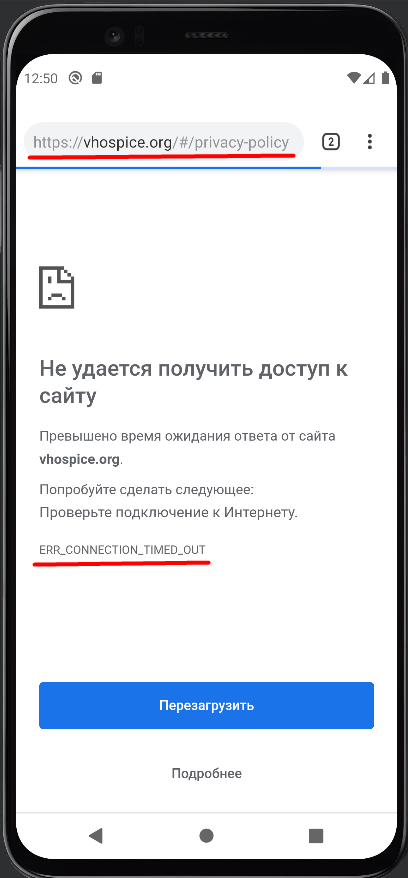 12:50
https://vhospice.org/#/privacy-policy
2
Не удается получить доступ к
сайту
Превышено время ожидания ответа от сайта
vhospice.org.
Попробуйте сделать следующее:
Проверьте подключение к Интернету.
ERR_CONNECTION_TIMED_OUT
Перезагрузить
Подробнее